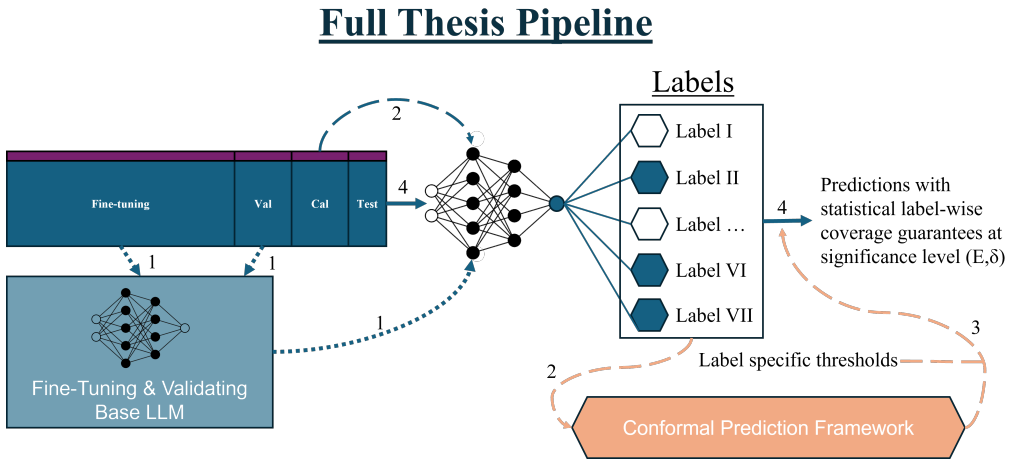 Full Thesis Pipeline
Labels
2
Label I
Fine-tuning
Val
Cal
Test
4
Label II
4
Predictions with
statistical label-wise
coverage guarantees at
significance level (E,δ)
Label …
1
1
Label VI
1
Label VII
3
Label specific thresholds
2
Fine-Tuning & Validating
Base LLM
Conformal Prediction Framework